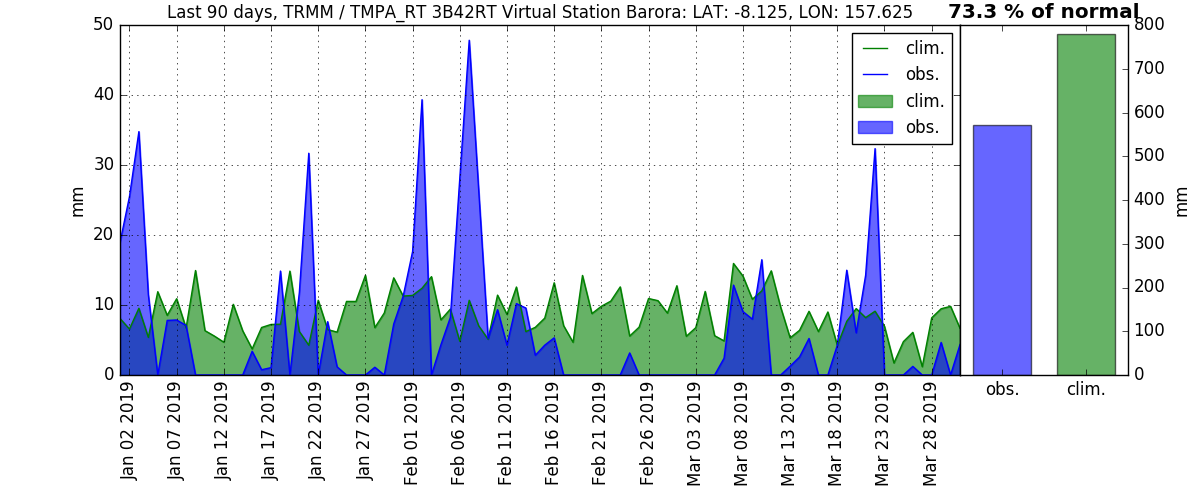 Last 90 days, TRMM / TMPA_RT 3B42RT Virtual Station Barora: LAT: -8.125, LON: 157.625
73.3 % of normal
50
40
30
20
10
0
mm
clim.
obs.
clim.
obs.
800
700
600
500
400
300
200
100
0
mm
obs.
clim.
Jan 02 2019
Jan 07 2019
Jan 12 2019
Jan 17 2019
Jan 22 2019
Jan 27 2019
Feb 01 2019
Feb 06 2019
Feb 11 2019
Feb 16 2019
Feb 21 2019
Feb 26 2019
Mar 03 2019
Mar 08 2019
Mar 13 2019
Mar 18 2019
Mar 23 2019
Mar 28 2019